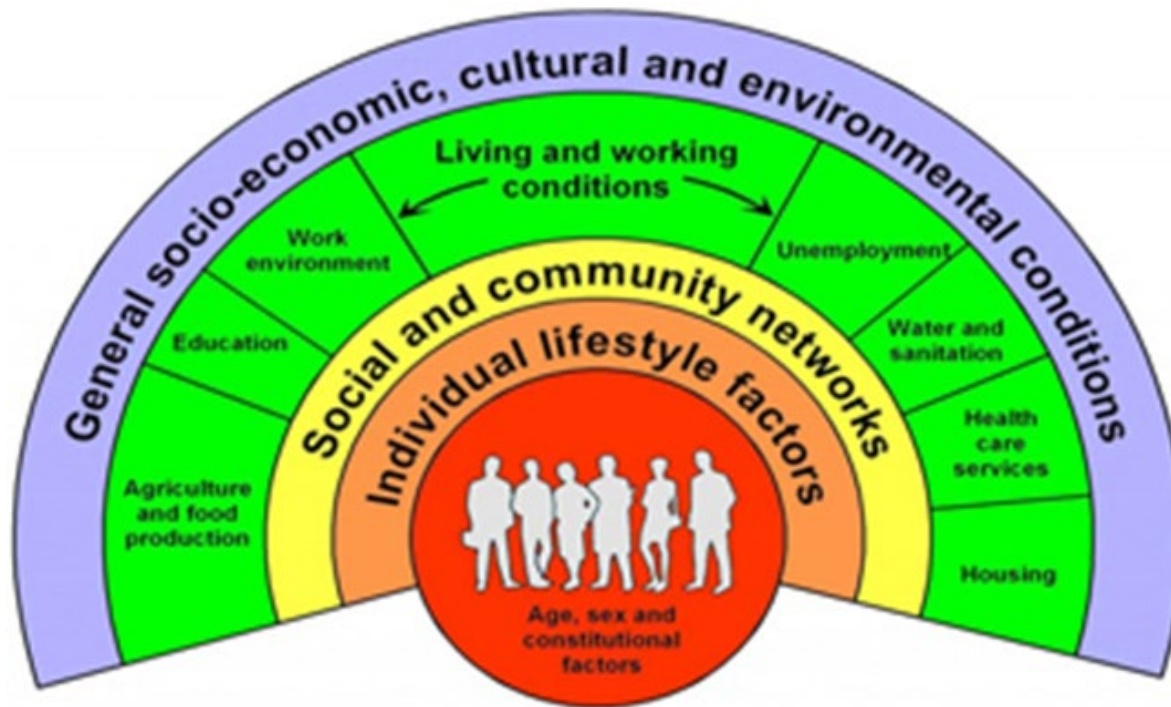 General socio-economic, cultural and environmental conditions
Living and working
conditions
Work
environment
Education
Agriculture
and food
production
Unemployment
Water and
sanitation
Health
care
services
Housing
Social and community networks
Individual lifestyle factors
Age, sex and
constitutional
factors